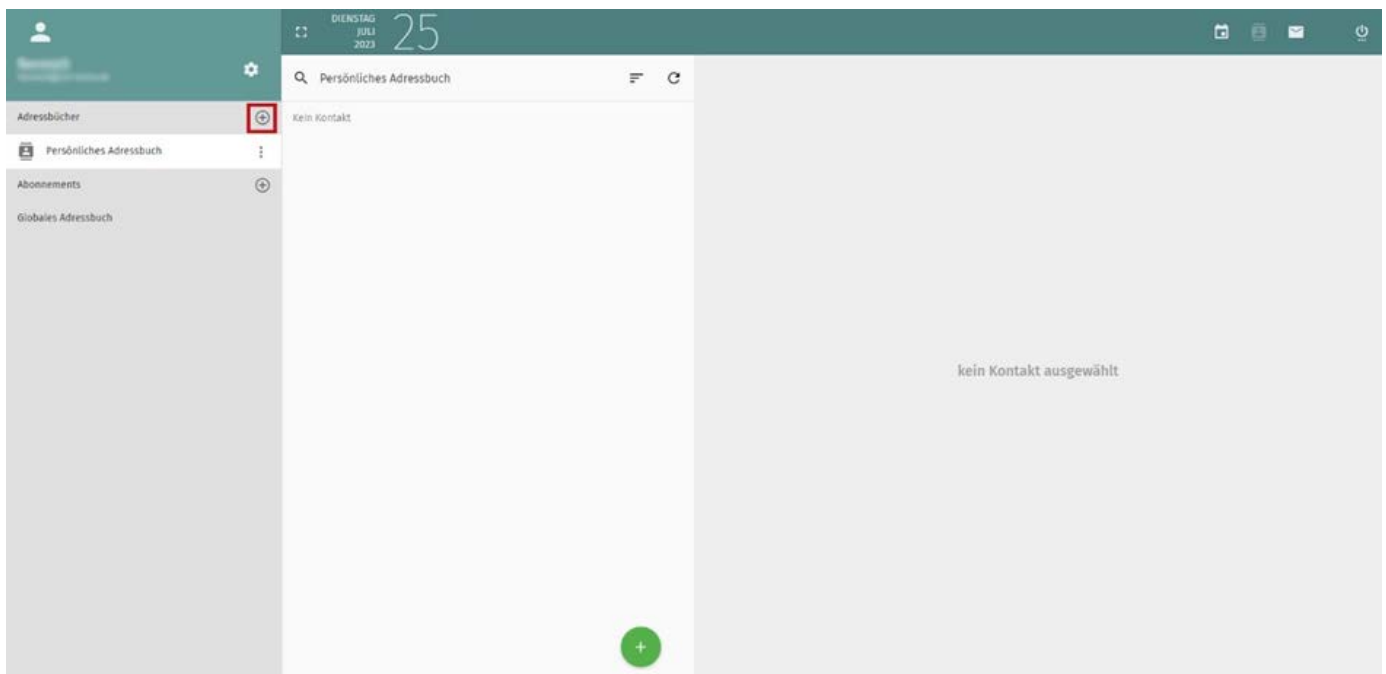 DIENSTAG
JULI
2023
25
Persönliches Adressbuch
Adressbücher
Kein Kontakt
Persönliches Adressbuch
Abonnements
Globales Adressbuch
kein Kontakt ausgewählt